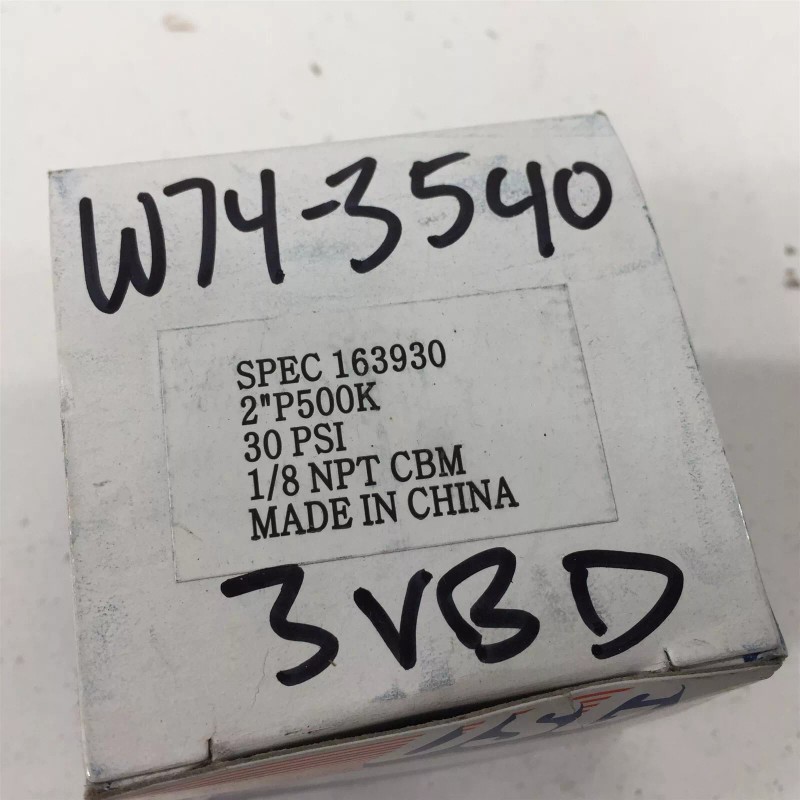 W74-3540
SPEC 163930
2"P500K
30 PSI
1/8 NPT CBM
MADE IN CHINA
3VBD